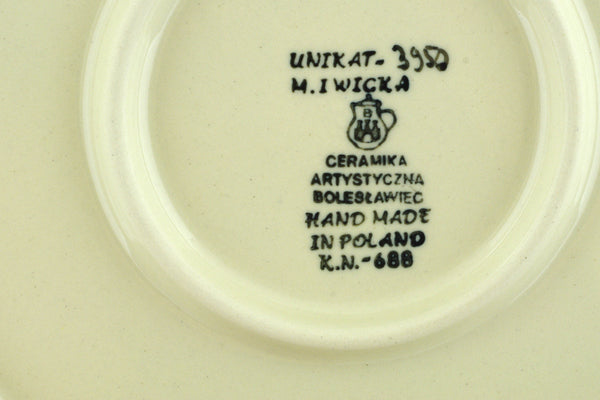 UNIKAT- 3950
M. IWICKA
B
CERAMIKA
ARTYSTYCZNA
BOLESŁAWIEC
HAND MADE
IN POLAND
K.N.-688